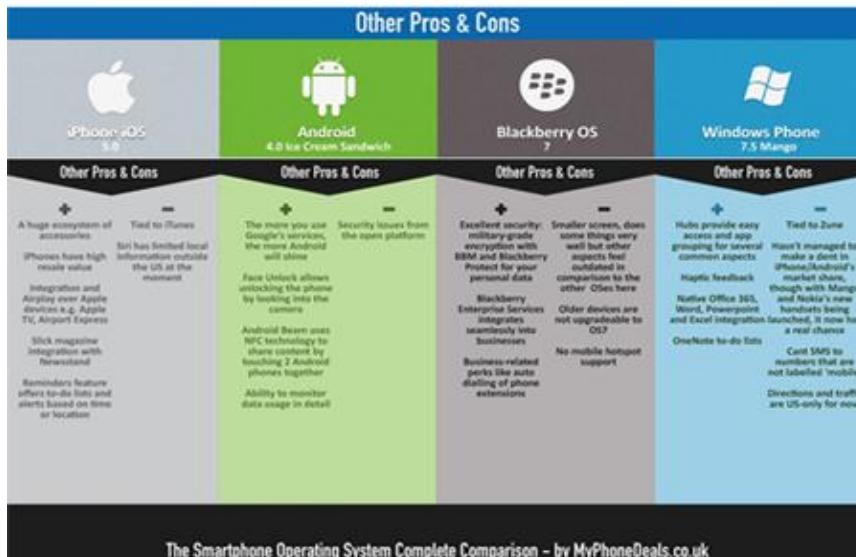 Other Pros & Cons
iPhone iOS
5.0
Other Pros & Cons
+
A huge ecosystem of
accessories
iPhones have high
resale value
Integration and
Airplay over Apple
devices e.g. Apple
TV, Airport Express
Slick magazine
integration with
Newsstand
Reminders feature
offers to-do lists and
alerts based on time
or location
–
Tied to iTunes
Siri has limited local
information outside
the US at the
moment
Android
4.0 Ice Cream Sandwich
Other Pros & Cons
+
The more you use
Google's services,
the more Android
will shine
Face Unlock allows
unlocking the phone
by looking into the
camera
Android Beam uses
NFC technology to
share content by
touching 2 Android
phones together
Ability to monitor
data usage in detail
–
Security issues from
the open platform
Blackberry OS
7
Other Pros & Cons
+
Excellent security:
military-grade
encryption with
BBM and Blackberry
Protect for your
personal data
Blackberry
Enterprise Services
integrates
seamlessly into
businesses
Business-related
perks like auto
dialling of phone
extensions
–
Smaller screen, does
some things very
well but other
aspects feel
outdated in
comparison to the
other OSes here
Older devices are
not upgradeable to
OS7
No mobile hotspot
support
Windows Phone
7.5 Mango
Other Pros & Cons
+
Hubs provide easy
access and app
grouping for several
common aspects
Haptic feedback
Native Office 365,
Word, Powerpoint
and Excel integration
OneNote to-do lists
–
Tied to Zune
Hasn't managed to
make a dent in
iPhone/Android's
market share,
though with Mango
and Nokia's new
handsets being
launched, it now ha
a real chance
Cant SMS to
numbers that are
not labelled 'mobile
Directions and traffi
are US-only for now
The Smartphone Operating System Complete Comparison – by MyPhoneDeals.co.uk